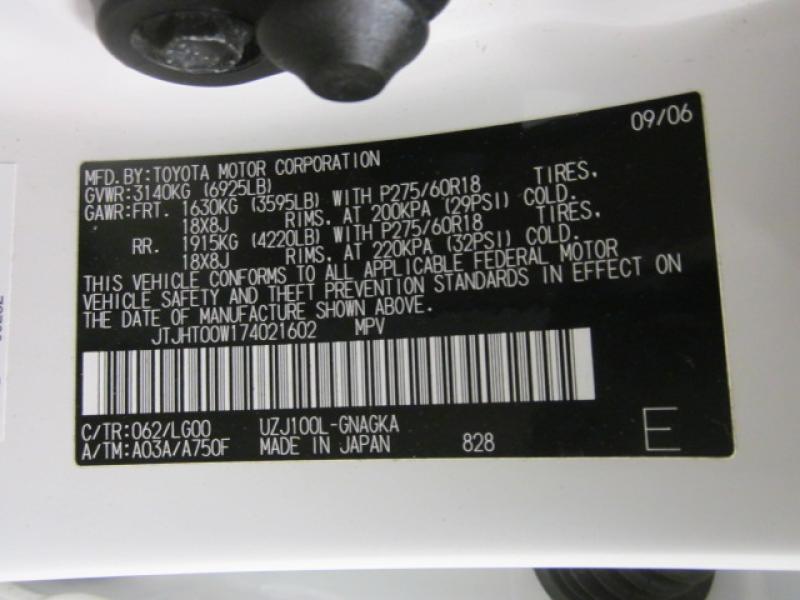 09/06
MFD.BY:TOYOTA MOTOR CORPORATION
GVWR:3140KG (6925LB)
GAWR:FRT. 1630KG (3595LB) WITH P275/60R18 TIRES,
18X8J RIMS, AT 200KPA (29PSI) COLD.
RR. 1915KG (4220LB) WITH P275/60R18 TIRES,
18X8J RIMS, AT 220KPA (32PSI) COLD.
THIS VEHICLE CONFORMS TO ALL APPLICABLE FEDERAL MOTOR
VEHICLE SAFETY AND THEFT PREVENTION STANDARDS IN EFFECT ON
THE DATE OF MANUFACTURE SHOWN ABOVE.
JTJHT00W174021602 MPV
C/TR:062/LG00 UZJ100L-GNAGKA
A/TM:A03A/A750F MADE IN JAPAN 828 E